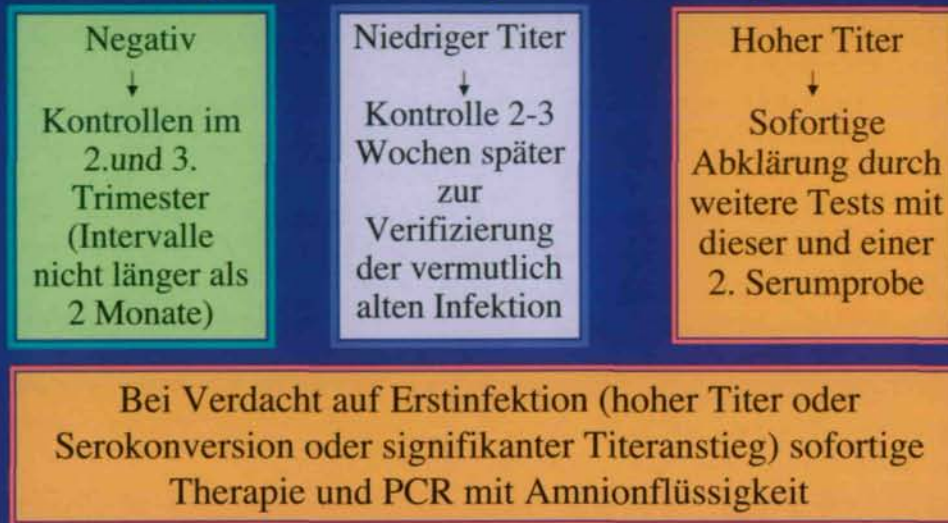 Negativ
↓
Kontrollen im
2.und 3.
Trimester
(Intervalle
nicht länger als
2 Monate)
Niedriger Titer
↓
Kontrolle 2-3
Wochen später
zur
Verifizierung
der vermutlich
alten Infektion
Hoher Titer
↓
Sofortige
Abklärung durch
weitere Tests mit
dieser und einer
2. Serumprobe
Bei Verdacht auf Erstinfektion (hoher Titer oder
Serokonversion oder signifikanter Titeranstieg) sofortige
Therapie und PCR mit Amnionflüssigkeit